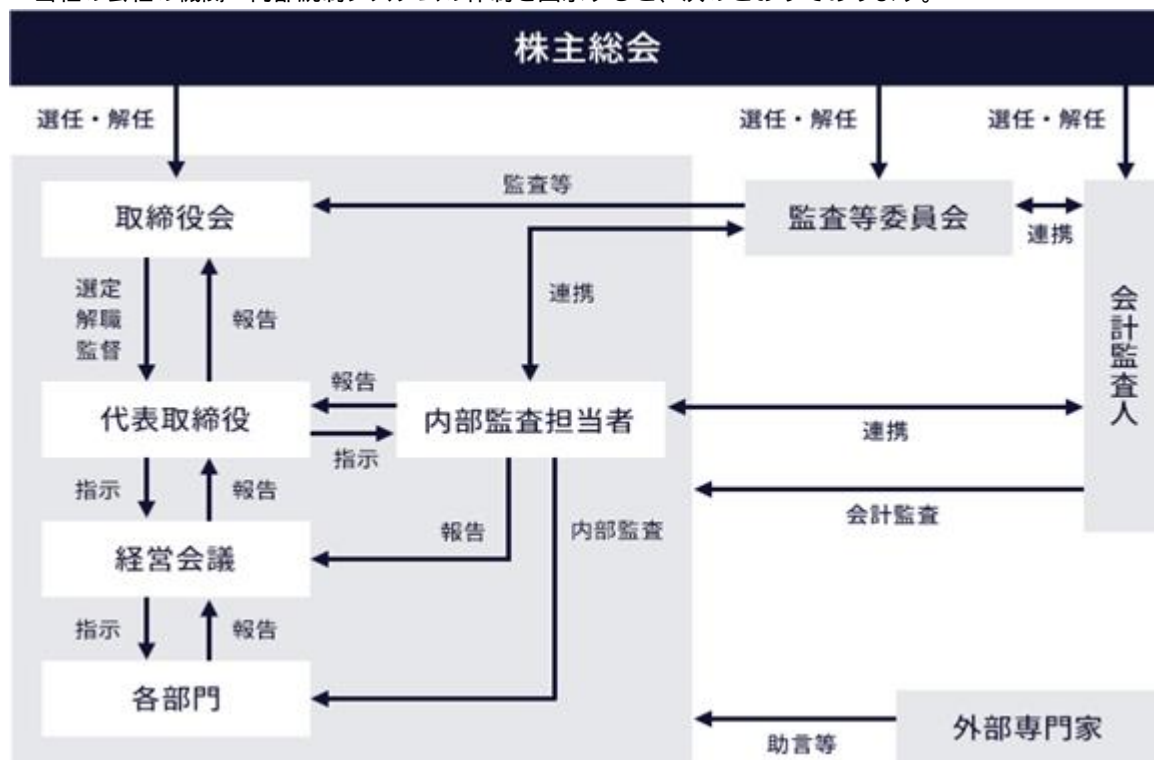 株主総会
選任・解任
選任・解任
選任・解任
取締役会
監査等
監査等委員会
連携
会計監査人
選定
解職
監督
報告
連携
代表取締役
報告
指示
内部監査担当者
連携
指示
報告
報告
内部監査
会計監査
経営会議
指示
報告
各部門
助言等
外部専門家